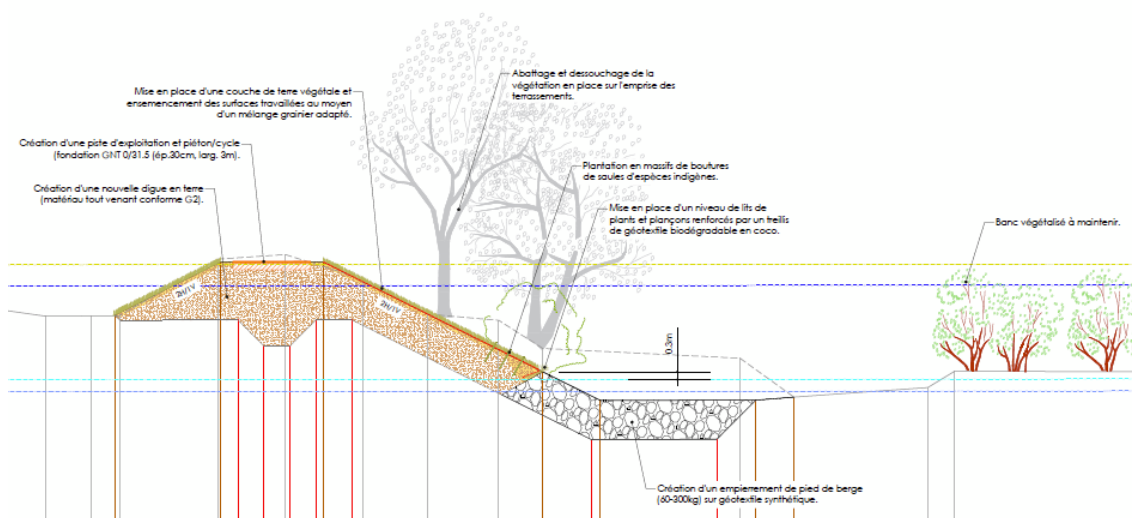 Abattage et dessouchage de la
végétation en place sur l'emprise des
terrassements.
Mise en place d'une couche de terre végétale et
ensemencement des surfaces travaillées au moyen
d'un mélange grainier adapté.
Création d'une piste d'exploitation et piéton/cycle
(fondation GNT 0/31.5 (ép.30cm, larg. 3m).
Plantation en massifs de boutures
de saules d'espèces indigènes.
Création d'une nouvelle digue en terre
(matériau tout venant conforme G2).
Mise en place d'un niveau de lits de
plants et plançons renforcés par un treillis
de géotextile biodégradable en coco.
Banc végétalisé à maintenir.
2H/1V
2H/1V
0.3m
Création d'un empierrement de pied de berge
(60-300kg) sur géotextile synthétique.